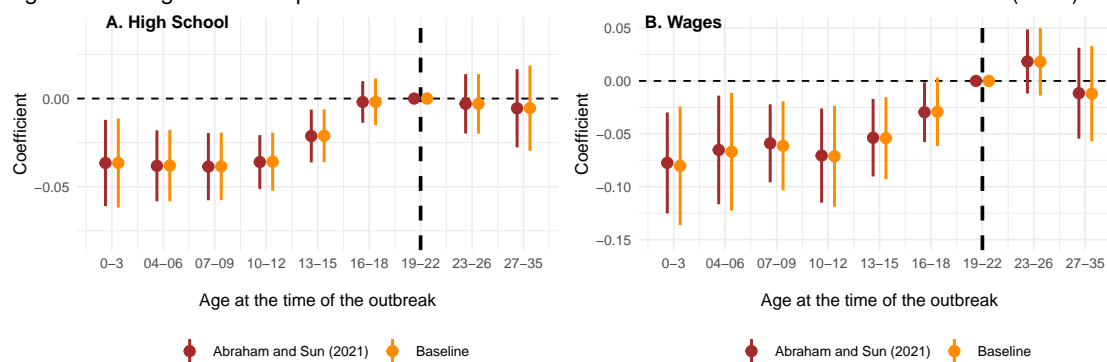 A. High School
0.00
−0.05
Coefficient
0−3 04−06 07−09 10−12 13−15 16−18 19−22 23−26 27−35
Age at the time of the outbreak
Abraham and Sun (2021) Baseline
B. Wages
0.05
0.00
−0.05
−0.10
−0.15
Coefficient
0−3 04−06 07−09 10−12 13−15 16−18 19−22 23−26 27−35
Age at the time of the outbreak
Abraham and Sun (2021) Baseline